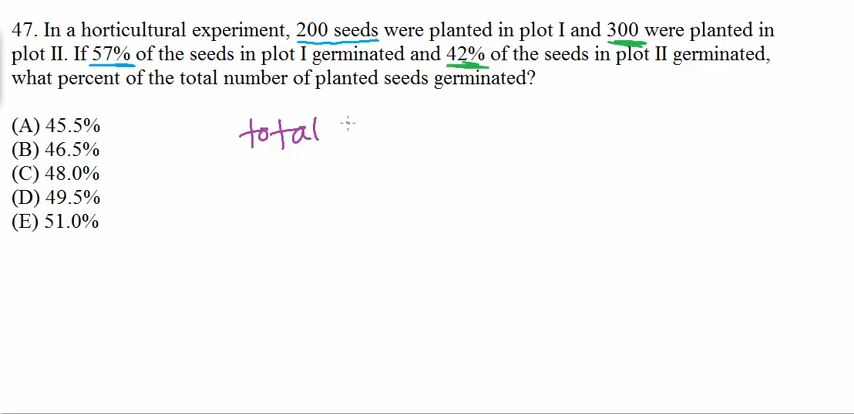 47. In a horticultural experiment, 200 seeds were planted in plot I and 300 were planted in
plot II. If 57% of the seeds in plot I germinated and 42% of the seeds in plot II germinated,
what percent of the total number of planted seeds germinated?
(A) 45.5%
total
(B) 46.5%
(C) 48.0%
(D) 49.5%
(E) 51.0%